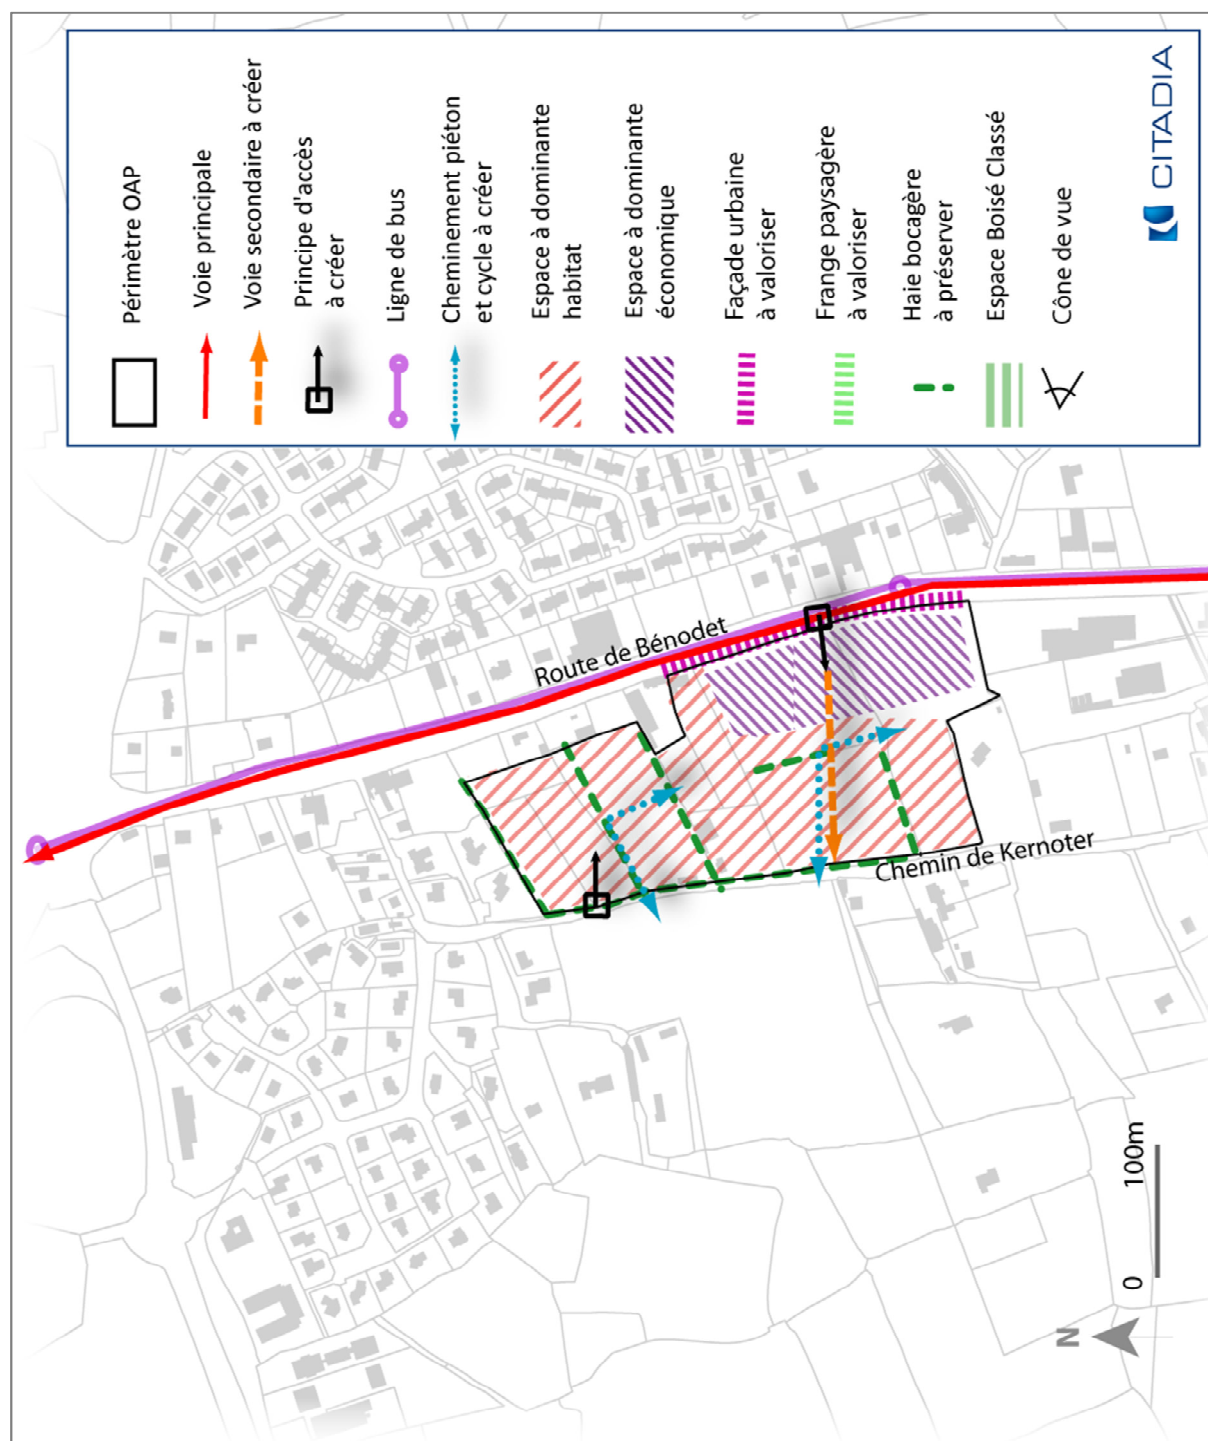 Périmètre OAP
Voie principale
Voie secondaire à créer
Principe d'accès
à créer
Ligne de bus
Cheminement piéton
et cycle à créer
Espace à dominante
habitat
Espace à dominante
économique
Façade urbaine
à valoriser
Frange paysagère
à valoriser
Haie bocagère
à préserver
Espace Boisé Classé
Cône de vue
CITADIA
Route de Bénodet
Chemin de Kernoter
N
0 100m